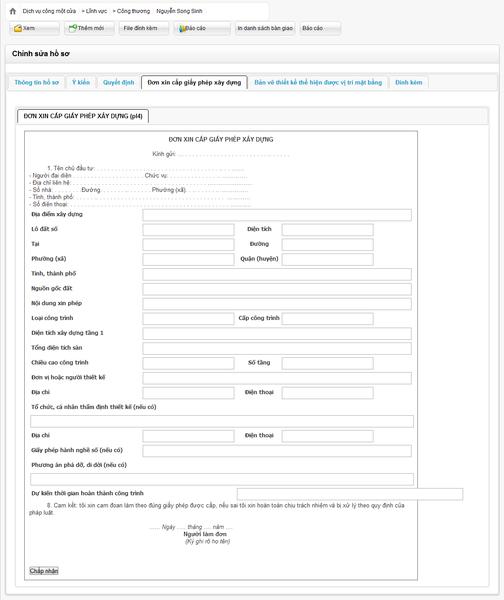 Dịch vụ công một cửa > Lĩnh vực > Công thương Nguyễn Song Sinh
Xem Thêm mới File đính kèm Báo cáo In danh sách bàn giao Báo cáo
Chỉnh sửa hồ sơ
Thông tin hồ sơ Ý kiến Quyết định Đơn xin cấp giấy phép xây dựng Bản vẽ thiết kế thể hiện được vị trí mặt bằng Đính kèm
ĐƠN XIN CẤP GIẤY PHÉP XÂY DỰNG (pl4)
ĐƠN XIN CẤP GIẤY PHÉP XÂY DỰNG
Kính gửi: . . . . . . . . . . . . . . . . . . . . . . . . . . . . . . . .
1. Tên chủ đầu tư: . . . . . . . . . . . . . . . . . . . . . . . . . . . ......
- Người đại diện . . . . . . . . . . . . . . . . . . . Chức vụ: . . . . . . . . . . . . . ............
- Địa chỉ liên hệ: . . . . . . . . . . . . . . . . . . . . . . . . . . . ............
- Số nhà: . . . . . . . .Đường. . . . . . . . . . . . . .Phường (xã). . . . . . . ............
- Tỉnh, thành phố: . . . . . . . . . . . . . . . . . . . . . . . . . ............
- Số điện thoại: . . . . . . . . . . . . . . . . . . . . . . . . . . ............
Địa điểm xây dựng
Lô đất số Diện tích
Tại Đường
Phường (xã) Quận (huyện)
Tỉnh, thành phố
Nguồn gốc đất
Nội dung xin phép
Loại công trình Cấp công trình
Diện tích xây dựng tầng 1
Tổng diện tích sàn
Chiều cao công trình Số tầng
Đơn vị hoặc người thiết kế
Địa chỉ Điện thoại
Tổ chức, cá nhân thẩm định thiết kế (nếu có)
Địa chỉ Điện thoại
Giấy phép hành nghề số (nếu có)
Phương án phá dỡ, di dời (nếu có)
Dự kiến thời gian hoàn thành công trình
8. Cam kết: tôi xin cam đoan làm theo đúng giấy phép được cấp, nếu sai tôi xin hoàn toàn chịu trách nhiệm và bị xử lý theo quy định của
pháp luật.
...... Ngày .... tháng .... năm ....
Người làm đơn
(Ký ghi rõ họ tên)
Chấp nhận